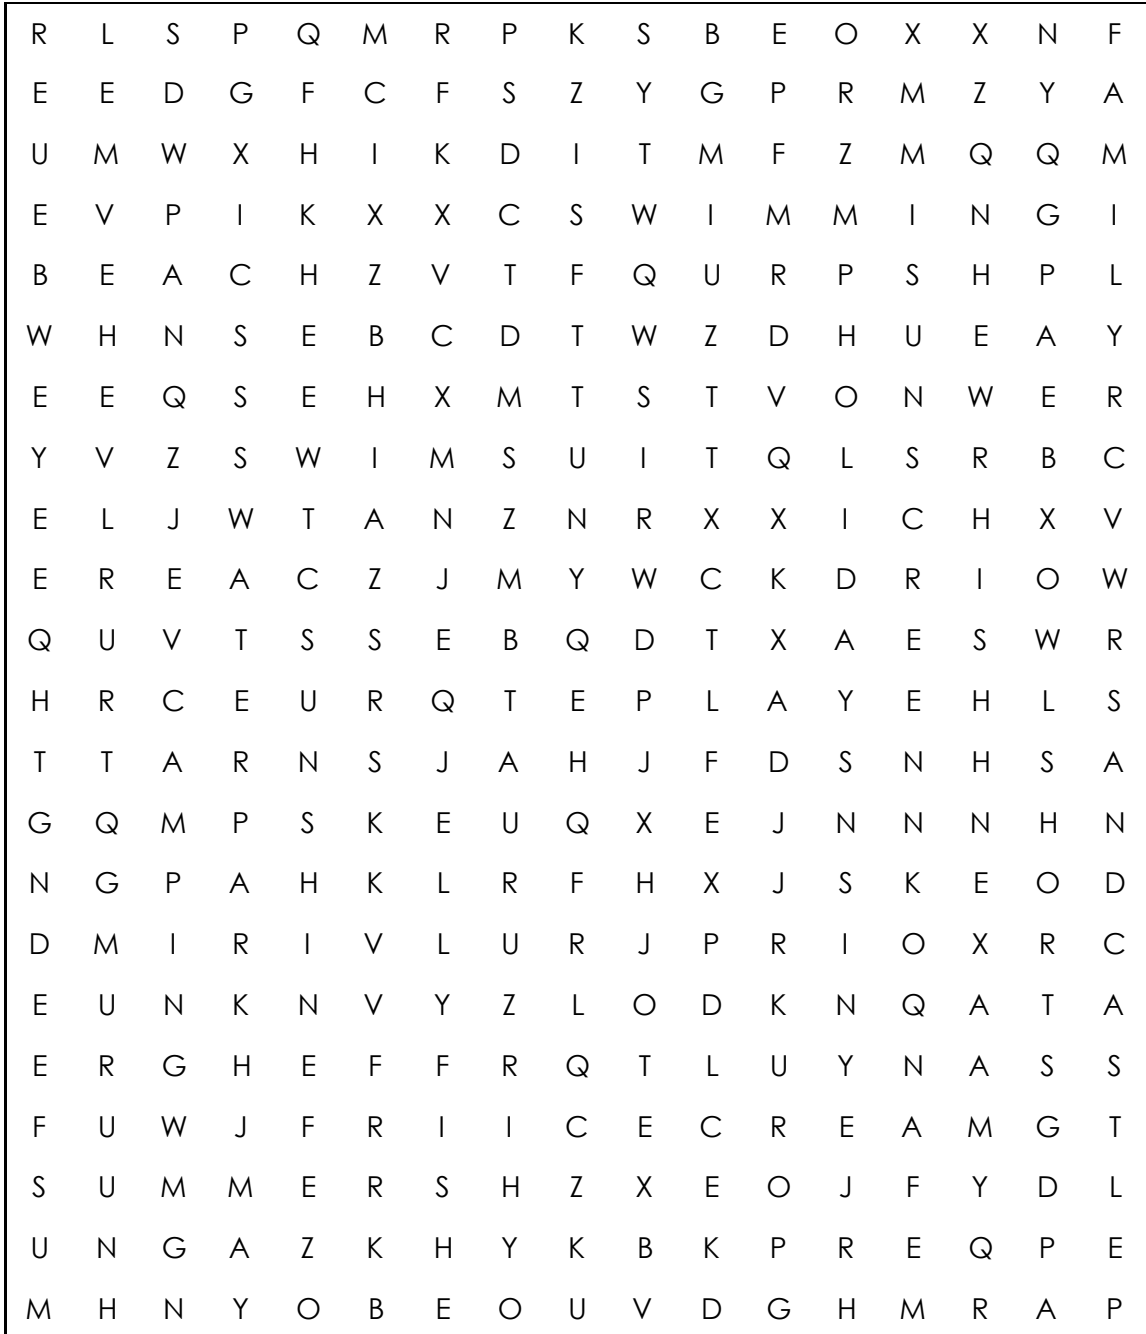 R L S P Q M R P K S B E O X X N F
E E D G F C F S Z Y G P R M Z Y A
U M W X H I K D I T M F Z M Q Q M
E V P I K X X C S W I M M I N G I
B E A C H Z V T F Q U R P S H P L
W H N S E B C D T W Z D H U E A Y
E E Q S E H X M T S T V O N W E R
Y V Z S W I M S U I T Q L S R B C
E L J W T A N Z N R X X I C H X V
E R E A C Z J M Y W C K D R I O W
Q U V T S S E B Q D T X A E S W R
H R C E U R Q T E P L A Y E H L S
T T A R N S J A H J F D S N H S A
G Q M P S K E U Q X E J N N N H N
N G P A H K L R F H X J S K E O D
D M I R I V L U R J P R I O X R C
E U N K N V Y Z L O D K N Q A T A
E R G H E F F R Q T L U Y N A S S
F U W J F R I I C E C R E A M G T
S U M M E R S H Z X E O J F Y D L
U N G A Z K H Y K B K P R E Q P E
M H N Y O B E O U V D G H M R A P